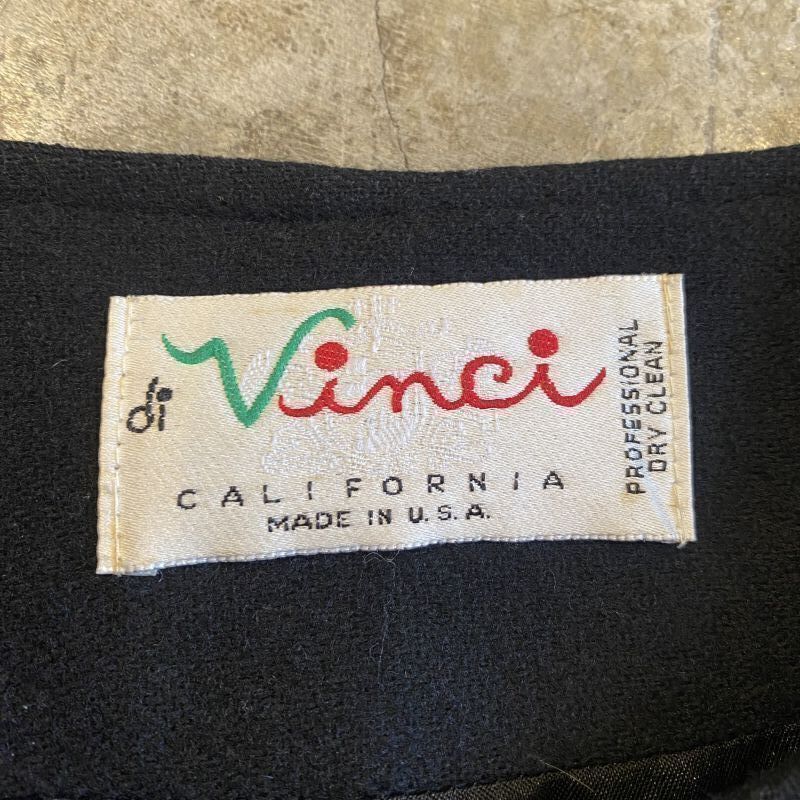 di Vinci
CALIFORNIA
MADE IN U.S.A.
PROFESSIONAL
DRY CLEAN